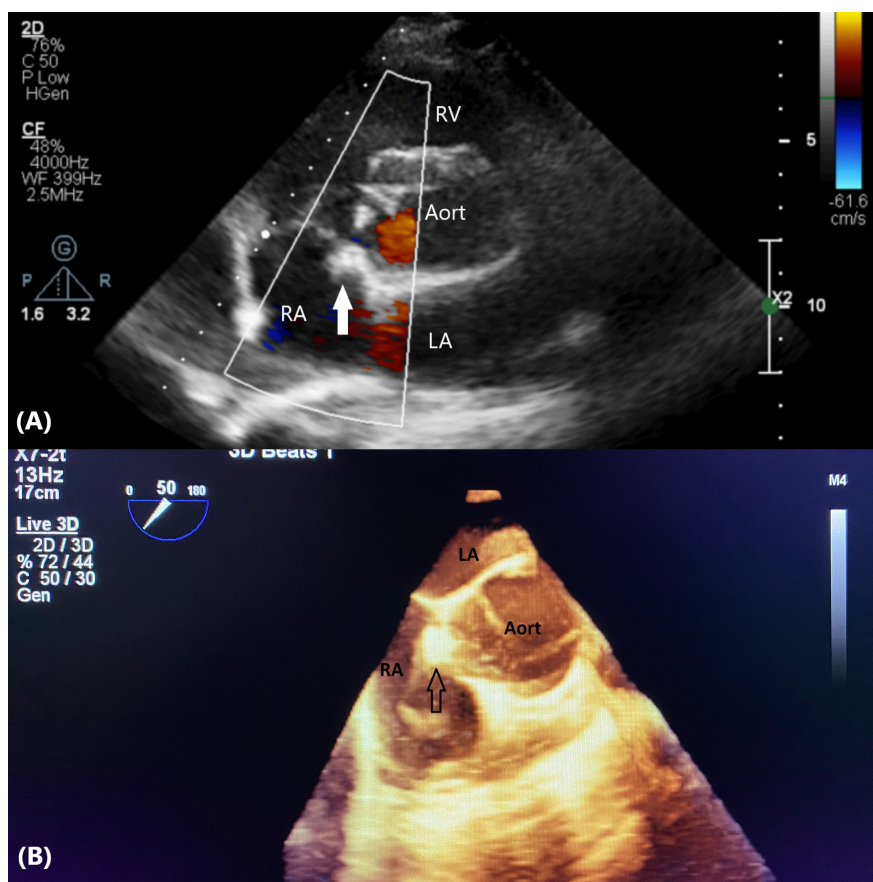 2D
76%
C 50
P Low
HGen
CF
48%
4000Hz
WF 399Hz
2.5MHz
G
P R
1.6 3.2
RV
Aort
RA
LA
5
10
X2
-61.6
cm/s
(A)
X7-2t
13Hz
17cm
Live 3D
2D / 3D
% 72 / 44
C 50 / 30
Gen
3D Beats 1
0 50 180
M4
LA
Aort
RA
(B)